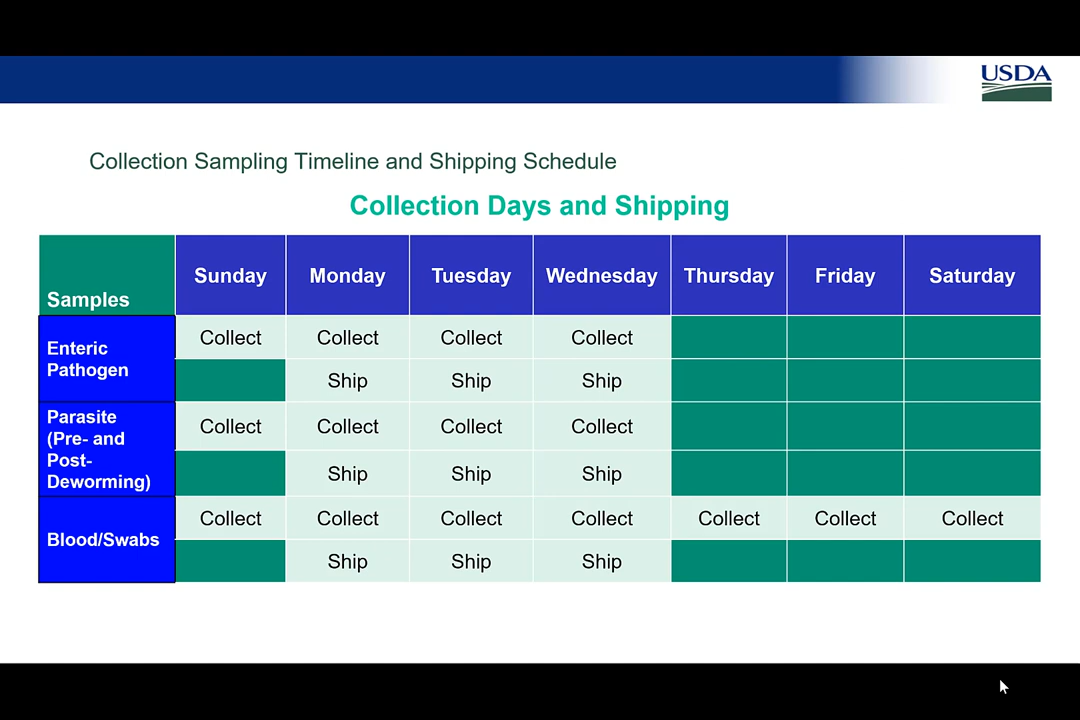 USDA
Collection Sampling Timeline and Shipping Schedule
Collection Days and Shipping
Samples Sunday Monday Tuesday Wednesday Thursday Friday Saturday
Enteric
Pathogen
Collect Collect Collect Collect
Ship Ship Ship
Parasite
(Pre- and
Post-
Deworming)
Collect Collect Collect Collect
Ship Ship Ship
Blood/Swabs
Collect Collect Collect Collect Collect Collect Collect
Ship Ship Ship